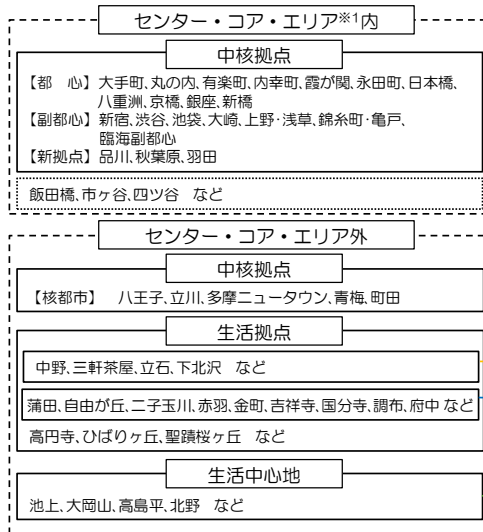 センター・コア・エリア※1内
中核拠点
【都　心】大手町、丸の内、有楽町、内幸町、霞が関、永田町、日本橋、
八重洲、京橋、銀座、新橋
【副都心】新宿、渋谷、池袋、大崎、上野・浅草、錦糸町・亀戸、
臨海副都心
【新拠点】品川、秋葉原、羽田
飯田橋、市ヶ谷、四ツ谷　など
センター・コア・エリア外
中核拠点
【核都市】　八王子、立川、多摩ニュータウン、青梅、町田
生活拠点
中野、三軒茶屋、立石、下北沢　など
蒲田、自由が丘、二子玉川、赤羽、金町、吉祥寺、国分寺、調布、府中 など
高円寺、ひばりヶ丘、聖蹟桜ヶ丘　など
生活中心地
池上、大岡山、高島平、北野　など